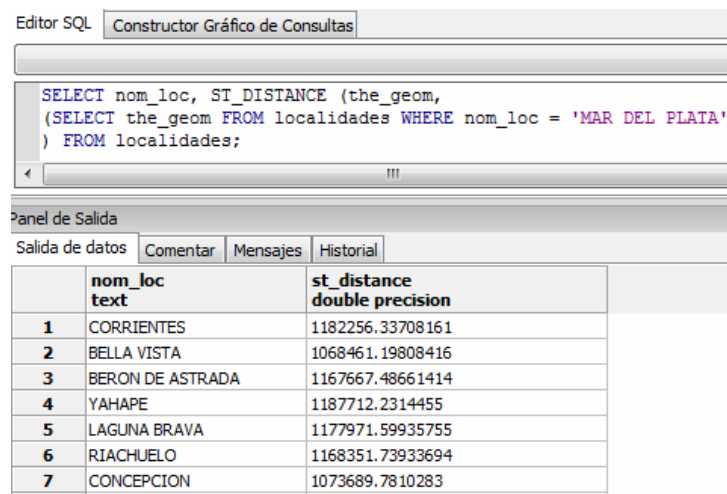 Editor SQL Constructor Gráfico de Consultas
SELECT nom_loc, ST_DISTANCE (the_geom,
(SELECT the_geom FROM localidades WHERE nom_loc = 'MAR DEL PLATA'
) FROM localidades;
Panel de Salida
Salida de datos Comentar Mensajes Historial
nom_loc st_distance
text double precision
1 CORRIENTES 1182256.33708161
2 BELLA VISTA 1068461.19808416
3 BERON DE ASTRADA 1167667.48661414
4 YAHAPE 1187712.2314455
5 LAGUNA BRAVA 1177971.59935755
6 RIACHUELO 1168351.73933694
7 CONCEPCION 1073689.7810283